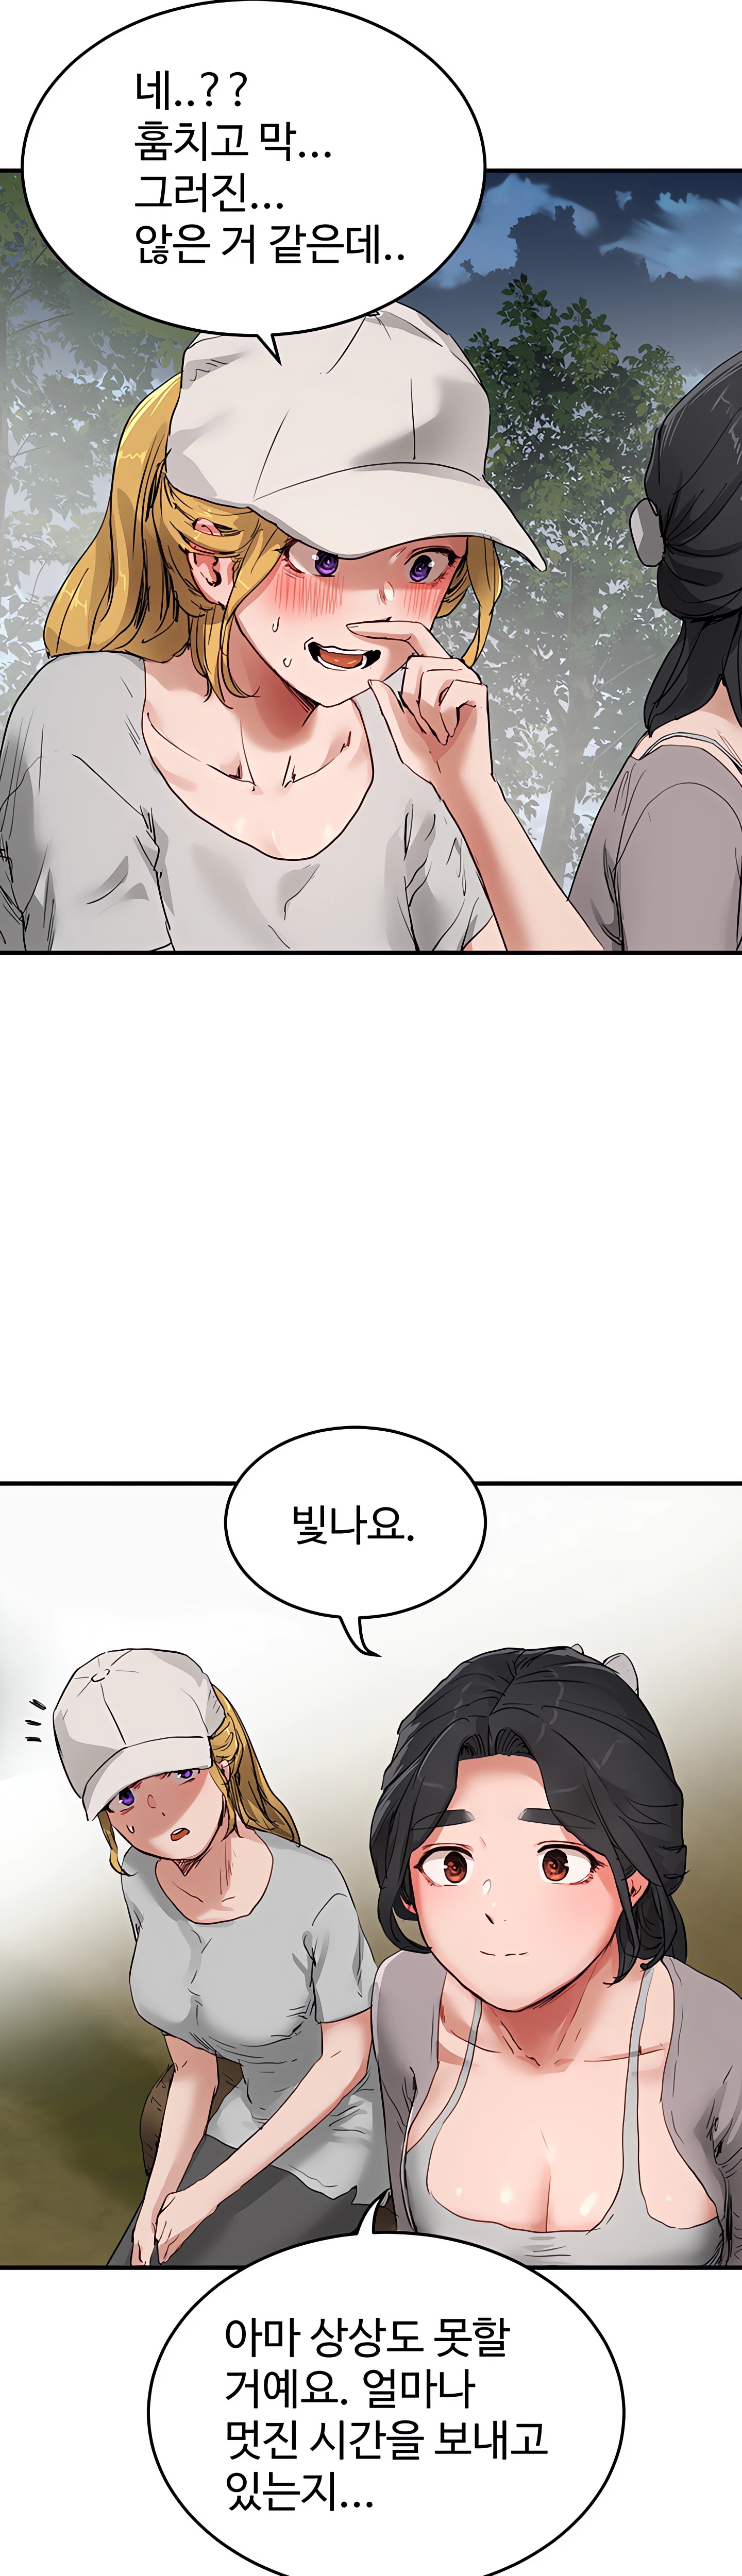 네..??
훔치고 막...
그러진...
않은 거 같은데..
빛나요.
아마 상상도 못할
거예요. 얼마나
멋진 시간을 보내고
있는지...